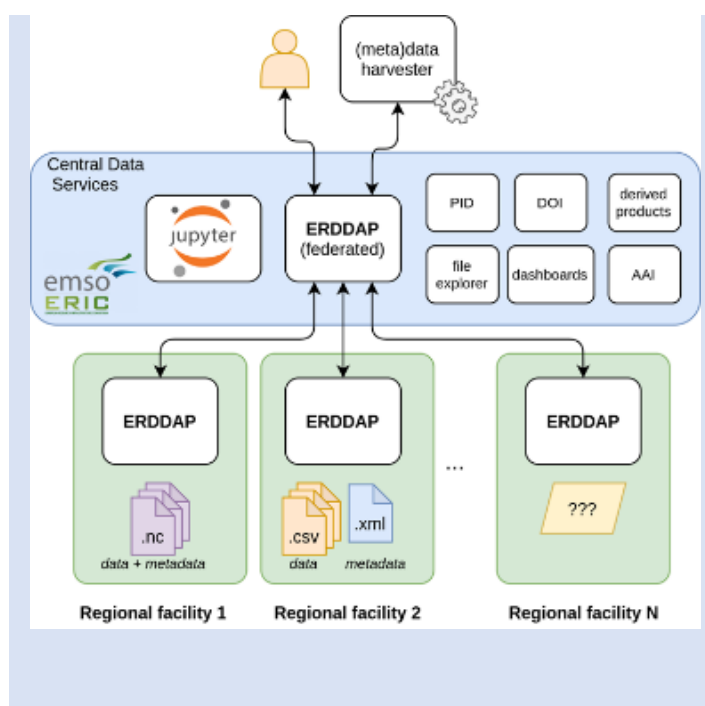 (meta)data
harvester
Central Data
Services
jupyter
ERDDAP
(federated)
PID
DOI
derived
products
file
explorer
dashboards
AAI
emso
ERIC
ERDDAP
ERDDAP
ERDDAP
...
.nc
data + metadata
.csv
data
.xml
metadata
???
Regional facility 1
Regional facility 2
Regional facility N